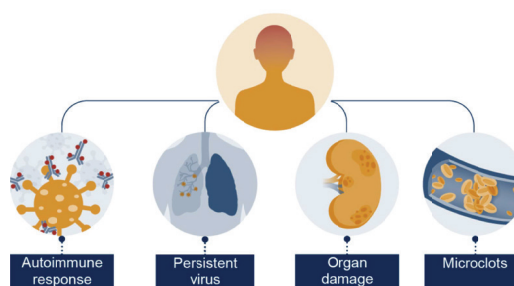 Autoimmune
response
Persistent
virus
Organ
damage
Microclots